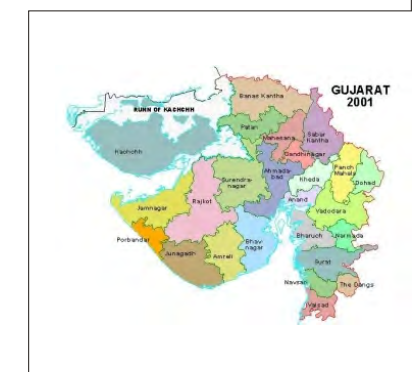 GUJARAT
2001
Banas Kantha
RUNN OF KACHCHH
Patan
Mahesana
Sabar
Kantha
Gandhinagar
Kachchh
Ahmada-
bad
Panch
Mahals
Dohad
Kheda
Surendra-
nagar
Anand
Jamnagar
Rajkot
Vadodara
Porbandar
Bhav
nagar
Bharuch
Narmada
Junagadh
Amreli
Surat
Navsari
The Dangs
Valsad